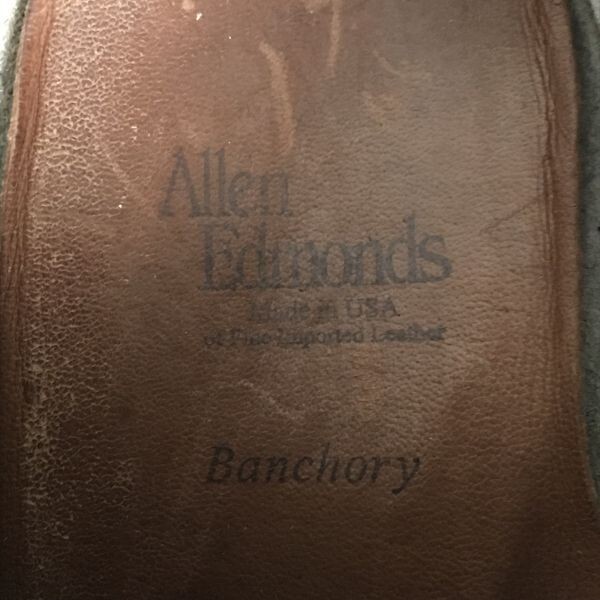 Allen
Edmonds
Made in USA
of Fine Imported Leather
Banchory